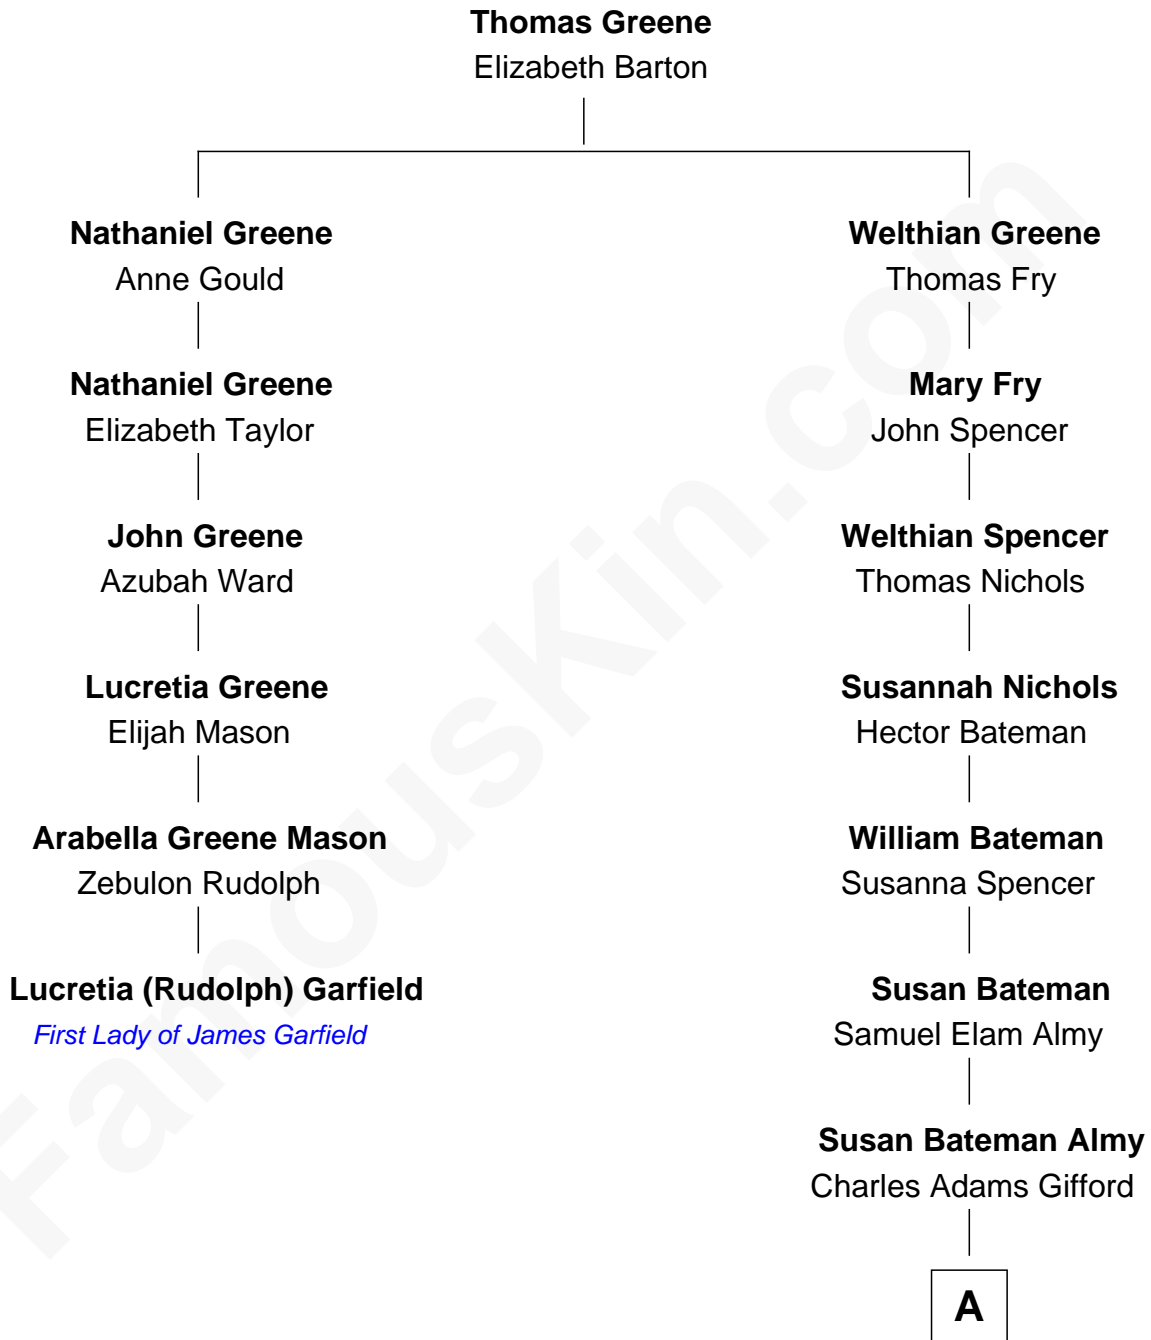 Thomas Greene
Elizabeth Barton
Nathaniel Greene
Anne Gould
Nathaniel Greene
Elizabeth Taylor
John Greene
Azubah Ward
Lucretia Greene
Elijah Mason
Arabella Greene Mason
Zebulon Rudolph
Lucretia (Rudolph) Garfield
First Lady of James Garfield
Welthian Greene
Thomas Fry
Mary Fry
John Spencer
Welthian Spencer
Thomas Nichols
Susannah Nichols
Hector Bateman
William Bateman
Susanna Spencer
Susan Bateman
Samuel Elam Almy
Susan Bateman Almy
Charles Adams Gifford
A
FamousKin.com